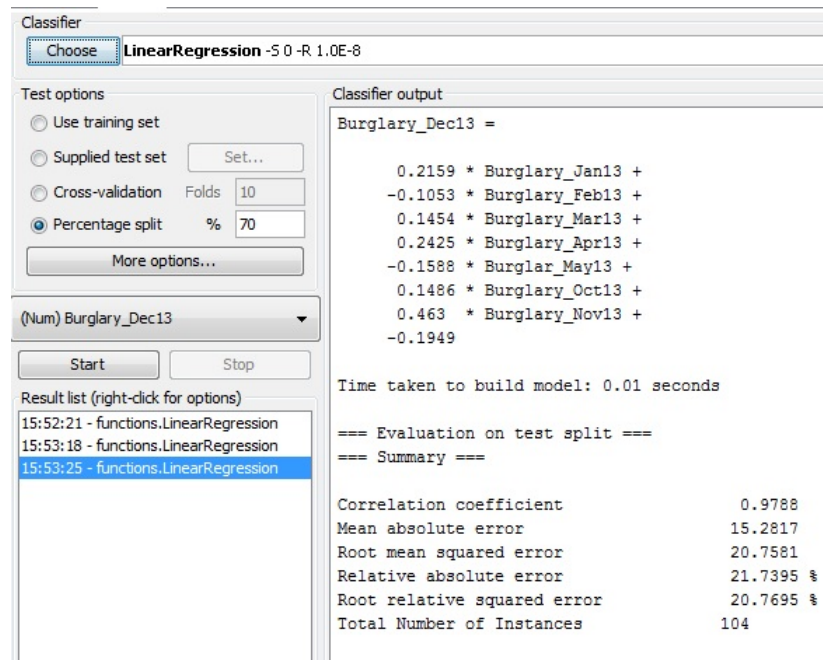 Classifier
Choose LinearRegression -S 0 -R 1.0E-8
Test options
Use training set
Supplied test set Set...
Cross-validation Folds 10
Percentage split % 70
More options...
(Num) Burglary_Dec13
Start Stop
Result list (right-click for options)
15:52:21 - functions.LinearRegression
15:53:18 - functions.LinearRegression
15:53:25 - functions.LinearRegression
Classifier output
Burglary_Dec13 =
0.2159 * Burglary_Jan13 +
-0.1053 * Burglary_Feb13 +
0.1454 * Burglary_Mar13 +
0.2425 * Burglary_Apr13 +
-0.1588 * Burglar_May13 +
0.1486 * Burglary_Oct13 +
0.463 * Burglary_Nov13 +
-0.1949
Time taken to build model: 0.01 seconds
=== Evaluation on test split ===
=== Summary ===
Correlation coefficient 0.9788
Mean absolute error 15.2817
Root mean squared error 20.7581
Relative absolute error 21.7395 %
Root relative squared error 20.7695 %
Total Number of Instances 104